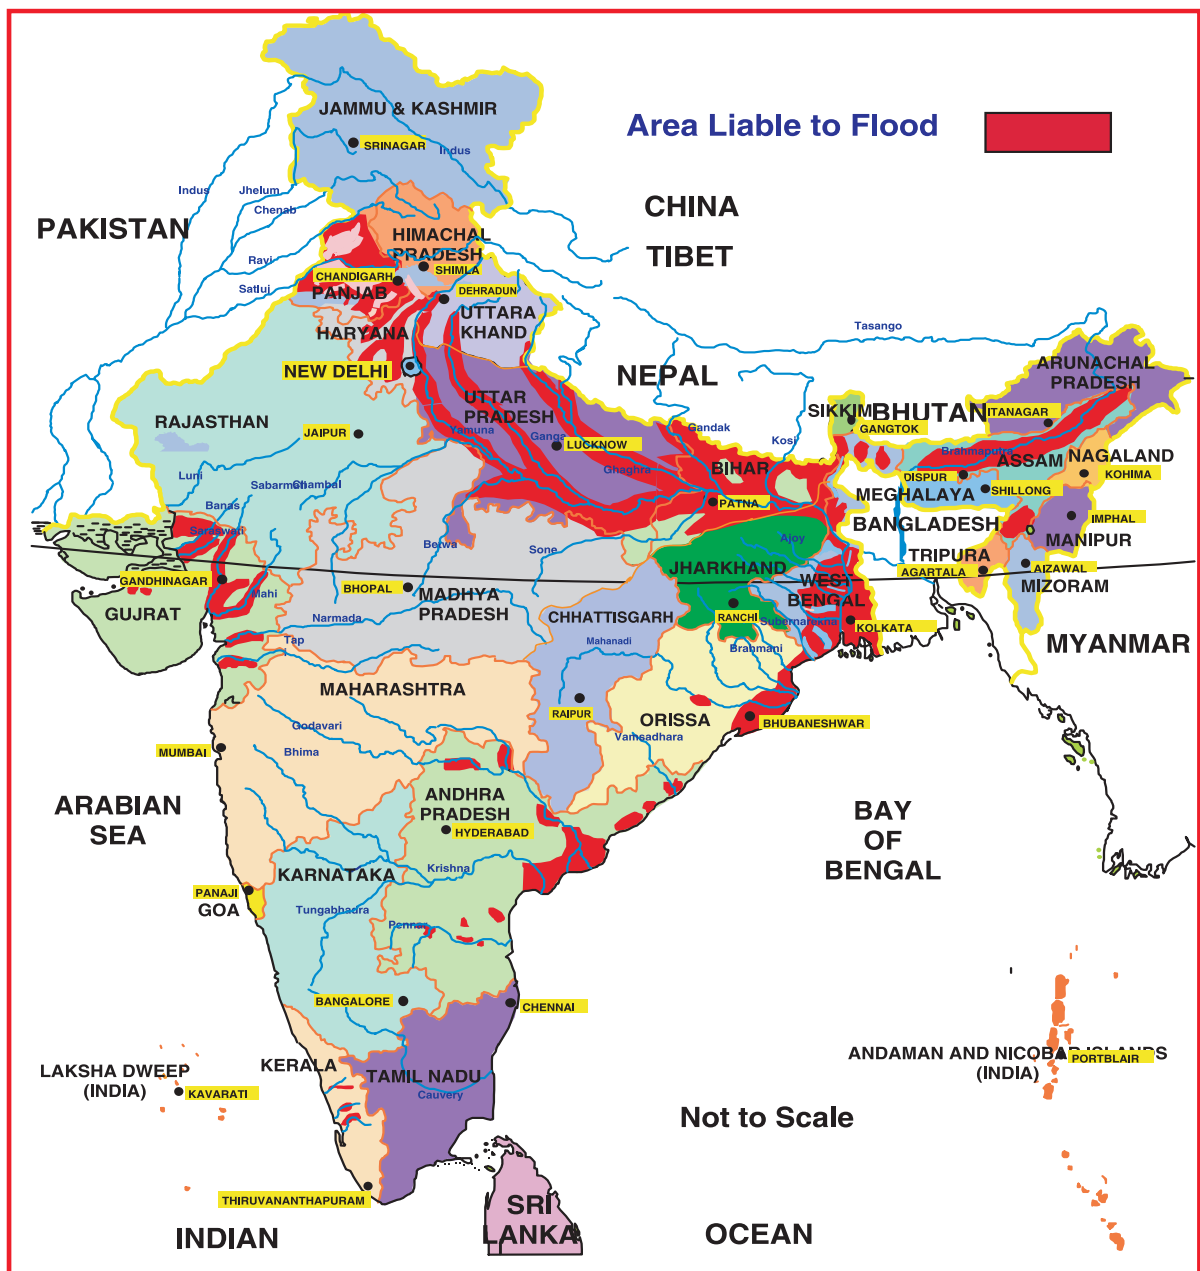 Area Liable to Flood
JAMMU & KASHMIR
SRINAGAR
Indus
Indus
Jhelum
Chenab
CHINA
PAKISTAN
HIMACHAL
PRADESH
TIBET
Ravi
SHIMLA
CHANDIGARH
Satluj
PANJAB
DEHRADUN
UTTARA
KHAND
HARYANA
Tasango
NEW DELHI
NEPAL
ARUNACHAL
PRADESH
UTTAR
PRADESH
SIKKIM
BHUTAN
ITANAGAR
RAJASTHAN
JAIPUR
Yamuna
Ganga
LUCKNOW
Gandak
Kosi
GANGTOK
Brahmaputra
ASSAM
NAGALAND
KOHIMA
Luni
Sabarmati
Chambal
Ghaghra
BIHAR
DISPUR
MEGHALAYA
SHILLONG
Banas
PATNA
BANGLADESH
IMPHAL
Saraswati
Betwa
Sone
Ajoy
MANIPUR
TRIPURA
JHARKHAND
AGARTALA
AIZAWAL
GANDHINAGAR
BHOPAL
MADHYA
PRADESH
WEST
BENGAL
MIZORAM
GUJRAT
Mahi
Narmada
CHHATTISGARH
RANCHI
Subernarekna
KOLKATA
Tap
Mahanadi
Brahmani
MYANMAR
MAHARASHTRA
RAIPUR
ORISSA
BHUBANESHWAR
Godavari
Vamsadhara
MUMBAI
Bhima
ARABIAN
SEA
ANDHRA
PRADESH
HYDERABAD
BAY
OF
BENGAL
KARNATAKA
Krishna
PANAJI
GOA
Tungabhadra
Pennar
BANGALORE
CHENNAI
LAKSHA DWEEP
(INDIA)
KAVARATI
KERALA
TAMIL NADU
Cauvery
ANDAMAN AND NICOBAR ISLANDS
(INDIA)
PORTBLAIR
Not to Scale
THIRUVANANTHAPURAM
SRI
LANKA
INDIAN
OCEAN